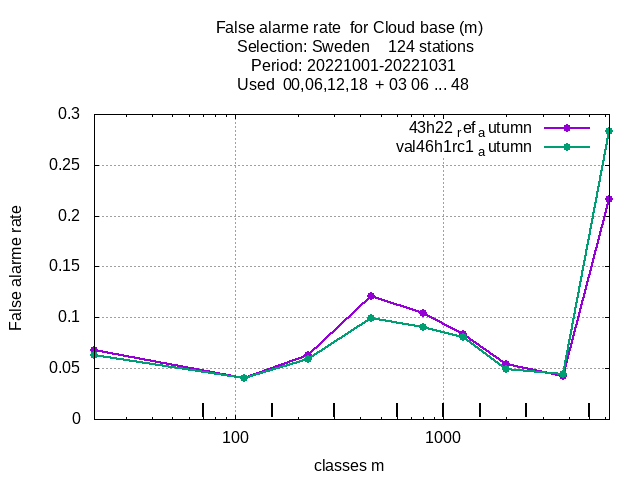 False alarme rate  for Cloud base (m)
Selection: Sweden    124 stations
Period: 20221001-20221031
Used  00,06,12,18  + 03 06 ... 48
43h22 ref a utumn
val46h1rc1 a utumn
0.3
0.25
0.2
0.15
0.1
0.05
0
False alarme rate
100
1000
classes m